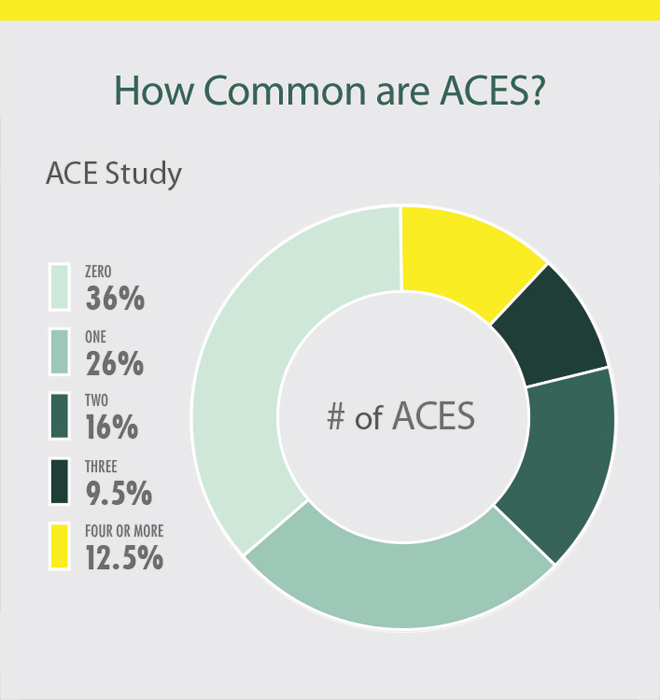 How Common are ACES?
ACE Study
ZERO
36%
ONE
26%
TWO
16%
THREE
9.5%
FOUR OR MORE
12.5%
# of ACES